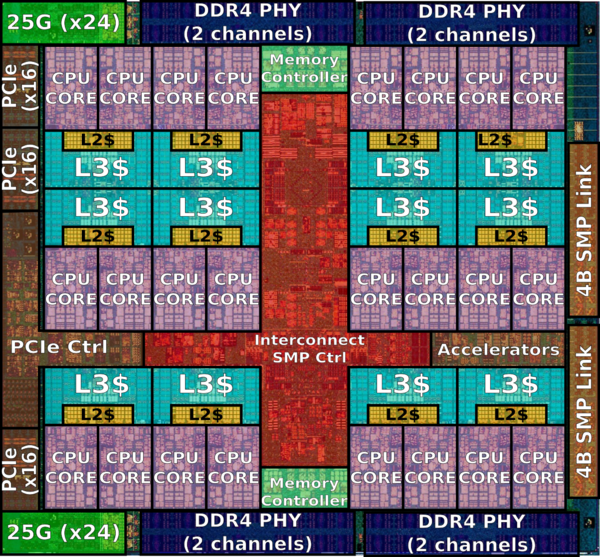 25G (x24)
DDR4 PHY
(2 channels)
DDR4 PHY
(2 channels)
PCIe
(x16)
CPU
CORE
CPU
CORE
CPU
CORE
CPU
CORE
Memory
Controller
CPU
CORE
CPU
CORE
CPU
CORE
CPU
CORE
PCIe
(x16)
L2$
L2$
L2$
L2$
L3$
L3$
L3$
L3$
4B SMP Link
L3$
L3$
L3$
L3$
L2$
L2$
L2$
L2$
CPU
CORE
CPU
CORE
CPU
CORE
CPU
CORE
CPU
CORE
CPU
CORE
CPU
CORE
CPU
CORE
PCIe Ctrl
Interconnect
SMP Ctrl
Accelerators
4B SMP Link
L3$
L3$
L3$
L3$
L2$
L2$
L2$
L2$
PCIe
(x16)
CPU
CORE
CPU
CORE
CPU
CORE
CPU
CORE
Memory
Controller
CPU
CORE
CPU
CORE
CPU
CORE
CPU
CORE
25G (x24)
DDR4 PHY
(2 channels)
DDR4 PHY
(2 channels)